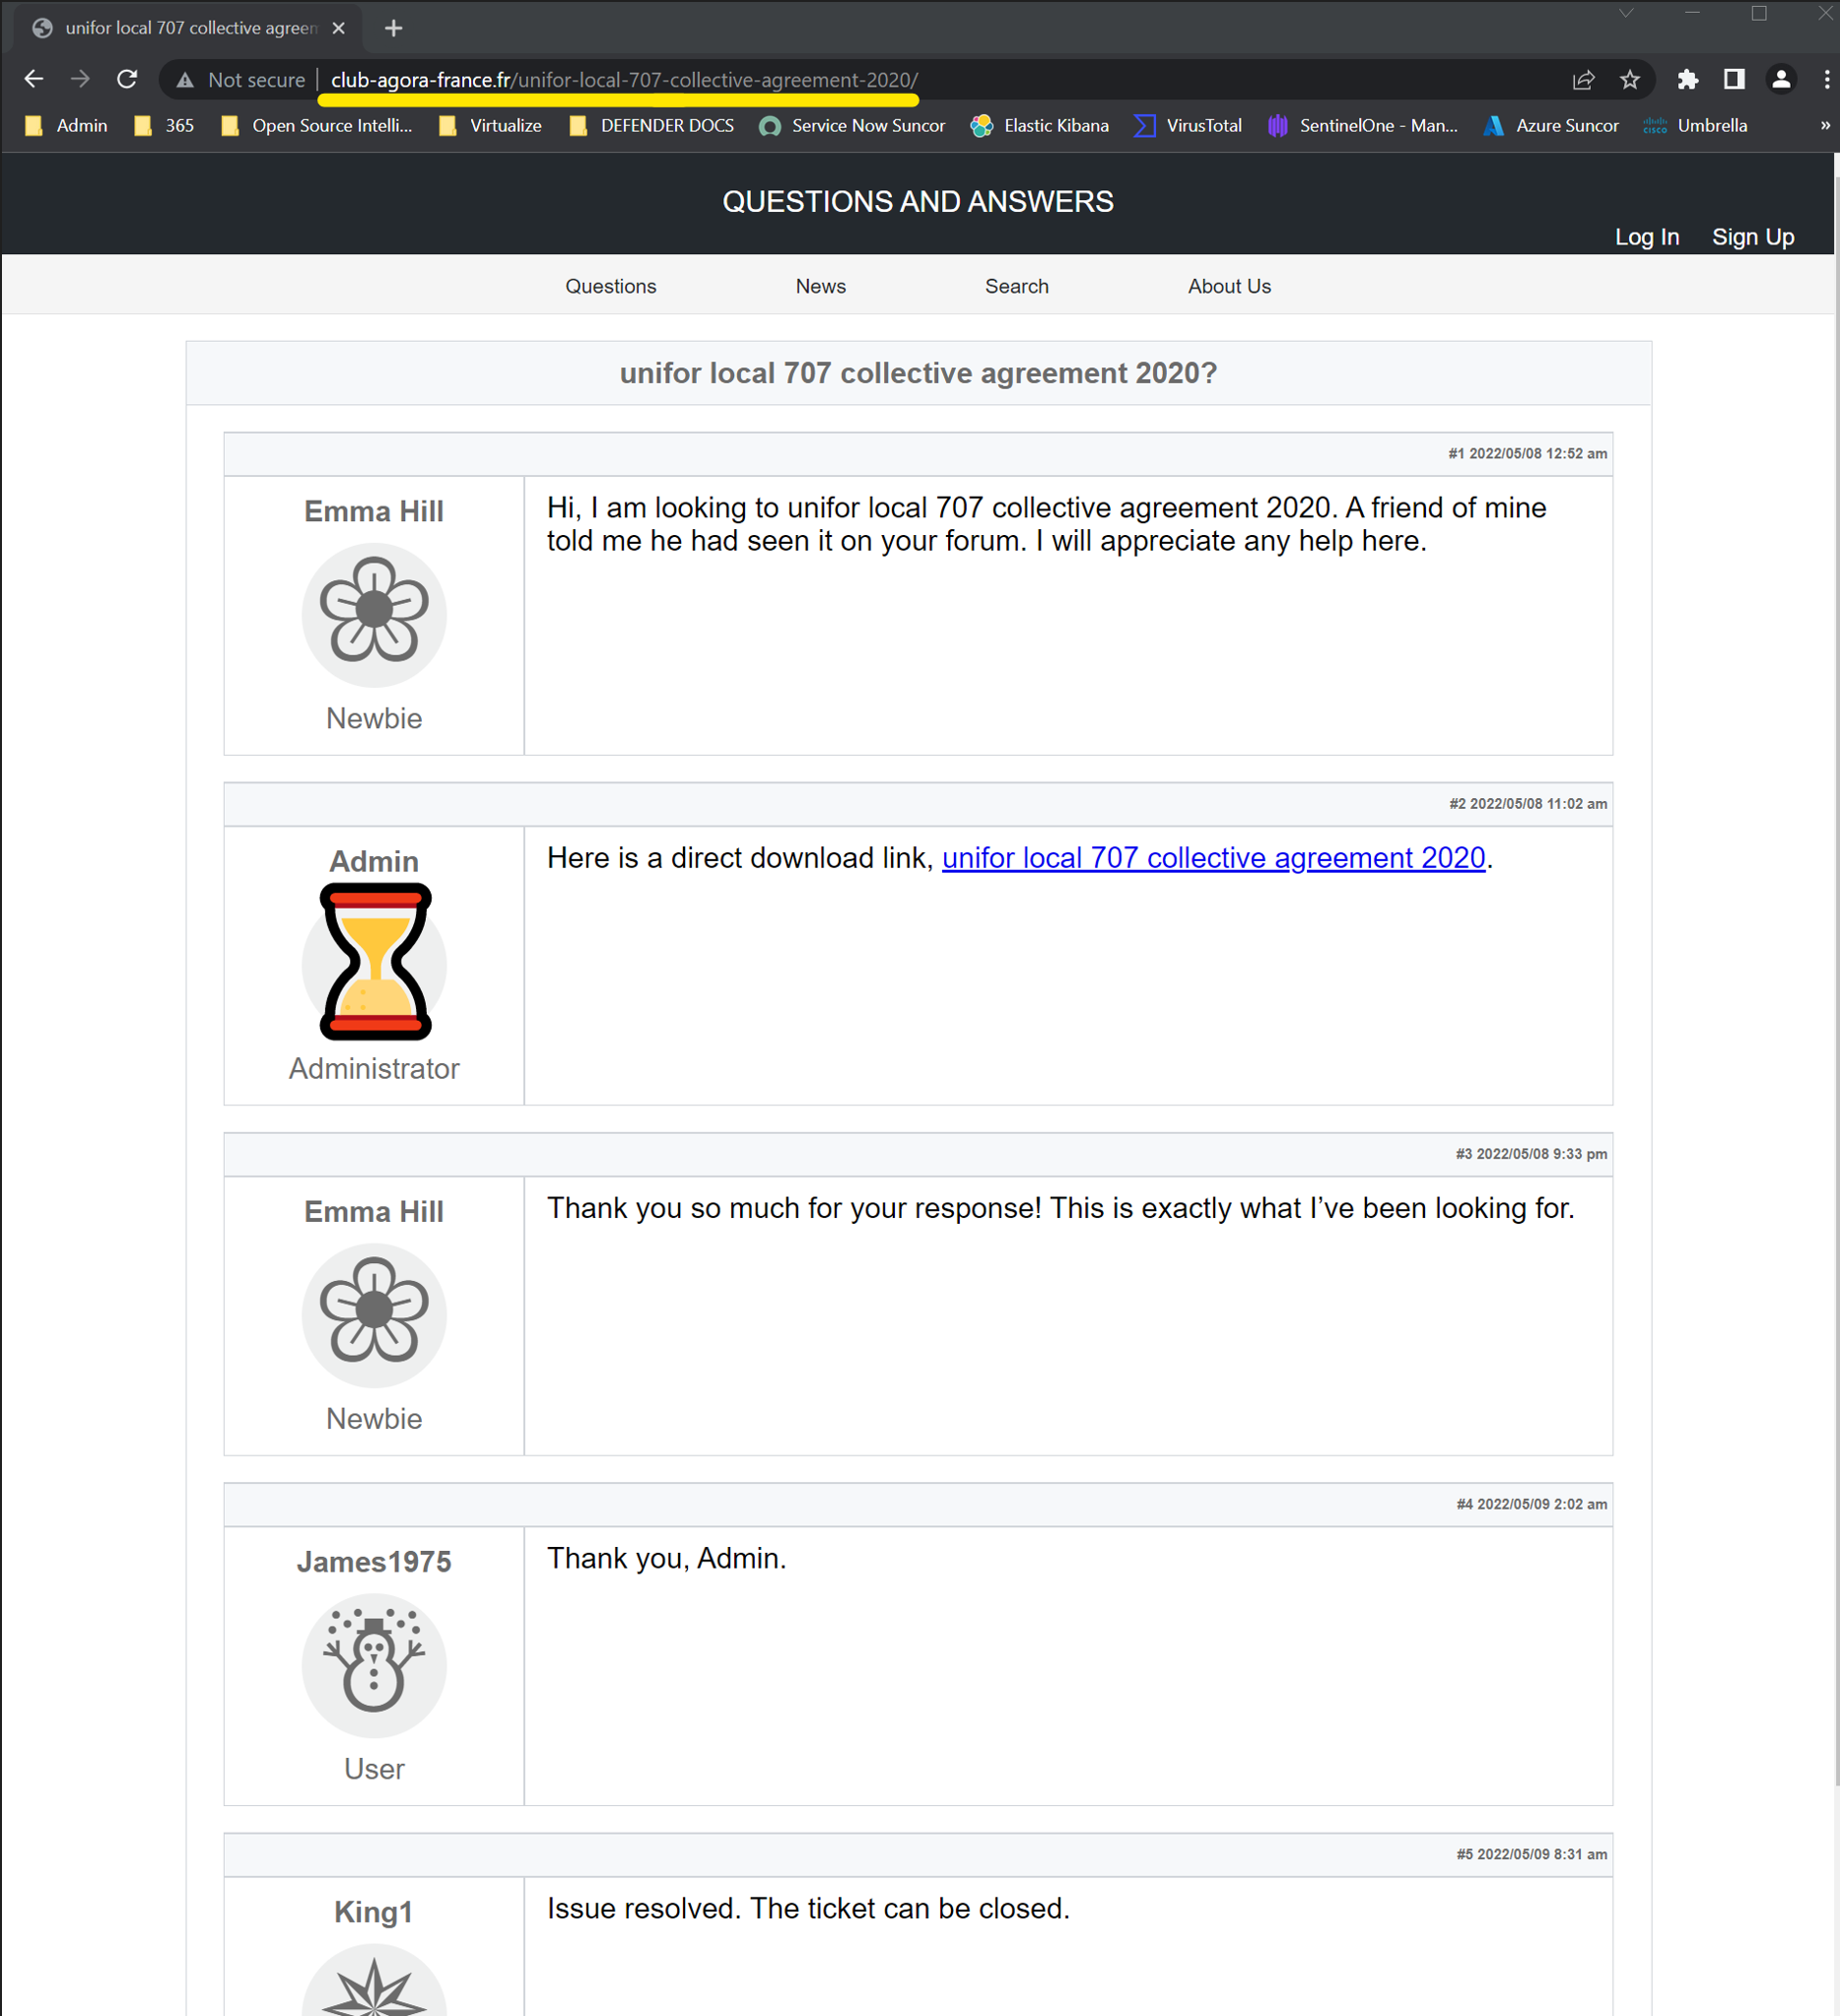 unifor local 707 collective agreem
Not secure
club-agora-france.fr/unifor-local-707-collective-agreement-2020/
Admin 365 Open Source Intelli... Virtualize DEFENDER DOCS Service Now Suncor Elastic Kibana VirusTotal SentinelOne - Man... Azure Suncor cisco Umbrella »
QUESTIONS AND ANSWERS
Log In Sign Up
Questions News Search About Us
unifor local 707 collective agreement 2020?
#1 2022/05/08 12:52 am
Emma Hill
Newbie
Hi, I am looking to unifor local 707 collective agreement 2020. A friend of mine
told me he had seen it on your forum. I will appreciate any help here.
#2 2022/05/08 11:02 am
Admin
Administrator
Here is a direct download link, unifor local 707 collective agreement 2020.
#3 2022/05/08 9:33 pm
Emma Hill
Newbie
Thank you so much for your response! This is exactly what I’ve been looking for.
#4 2022/05/09 2:02 am
James1975
User
Thank you, Admin.
#5 2022/05/09 8:31 am
King1
Issue resolved. The ticket can be closed.